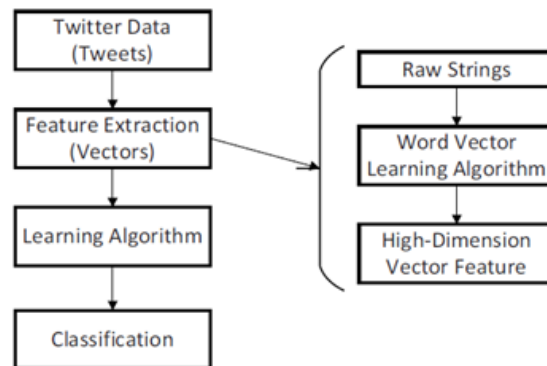 Twitter Data
(Tweets)
Feature Extraction
(Vectors)
Learning Algorithm
Classification
Raw Strings
Word Vector
Learning Algorithm
High-Dimension
Vector Feature